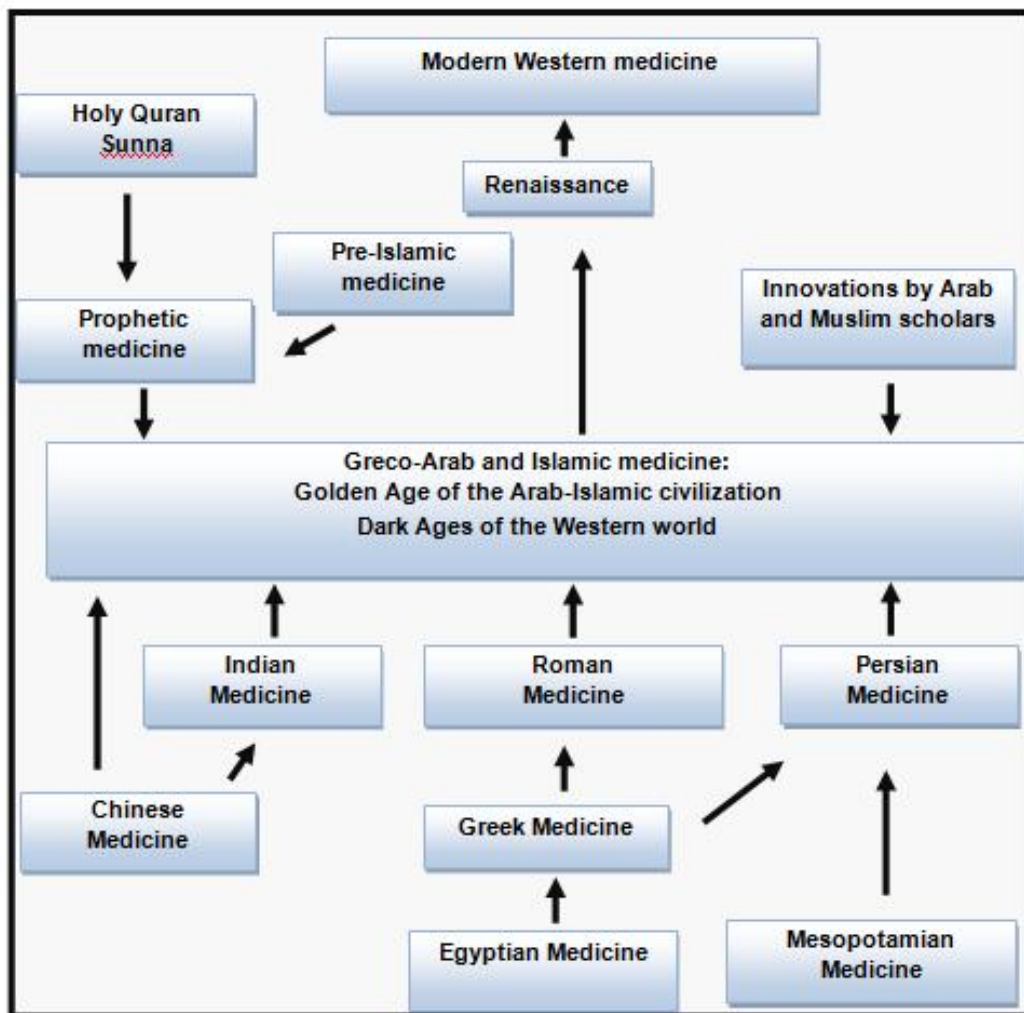 Modern Western medicine
Holy Quran
Sunna
Renaissance
Pre-Islamic
medicine
Innovations by Arab
and Muslim scholars
Prophetic
medicine
Greco-Arab and Islamic medicine:
Golden Age of the Arab-Islamic civilization
Dark Ages of the Western world
Indian
Medicine
Roman
Medicine
Persian
Medicine
Chinese
Medicine
Greek Medicine
Egyptian Medicine
Mesopotamian
Medicine